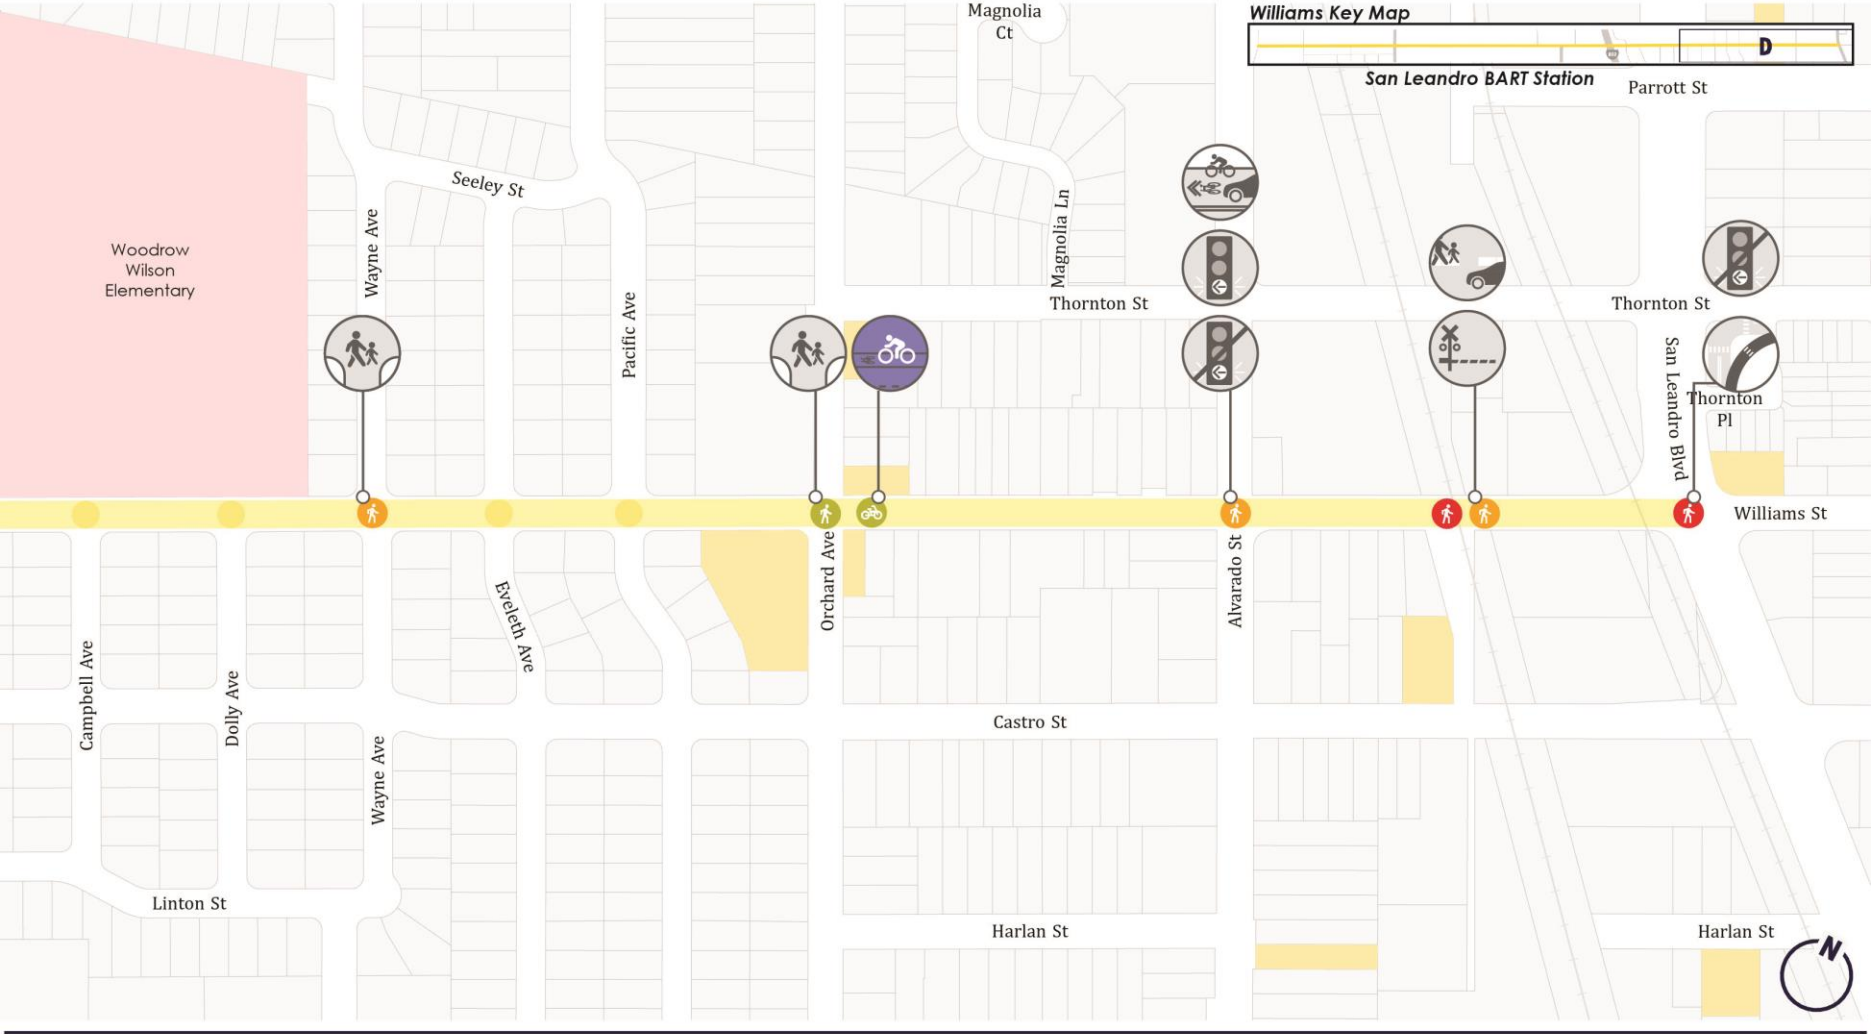 Magnolia
Ct
Williams Key Map
D
San Leandro BART Station
Parrott St
Seeley St
Wayne Ave
Magnolia Ln
Woodrow
Wilson
Elementary
Pacific Ave
Thornton St
Thornton St
San Leandro Blvd
Thornton
Pl
Williams St
Orchard Ave
Alvarado St
Eveleth Ave
Campbell Ave
Dolly Ave
Wayne Ave
Castro St
Linton St
Harlan St
Harlan St
N